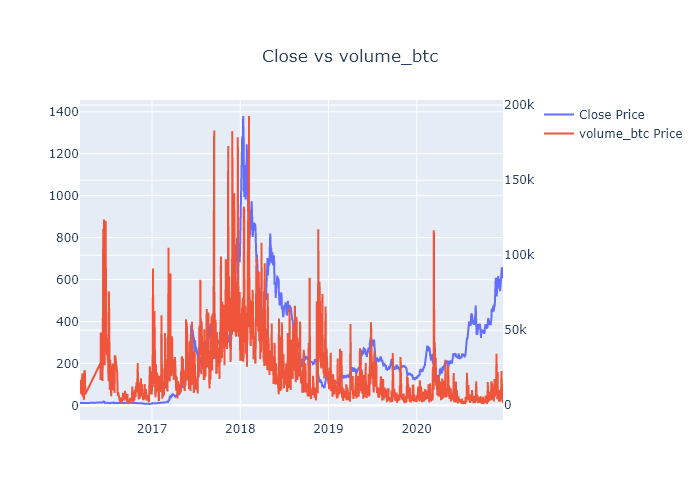 Close vs volume_btc
1400
1200
1000
800
600
400
200
0
200k
150k
100k
50k
0
2017
2018
2019
2020
Close Price
volume_btc Price